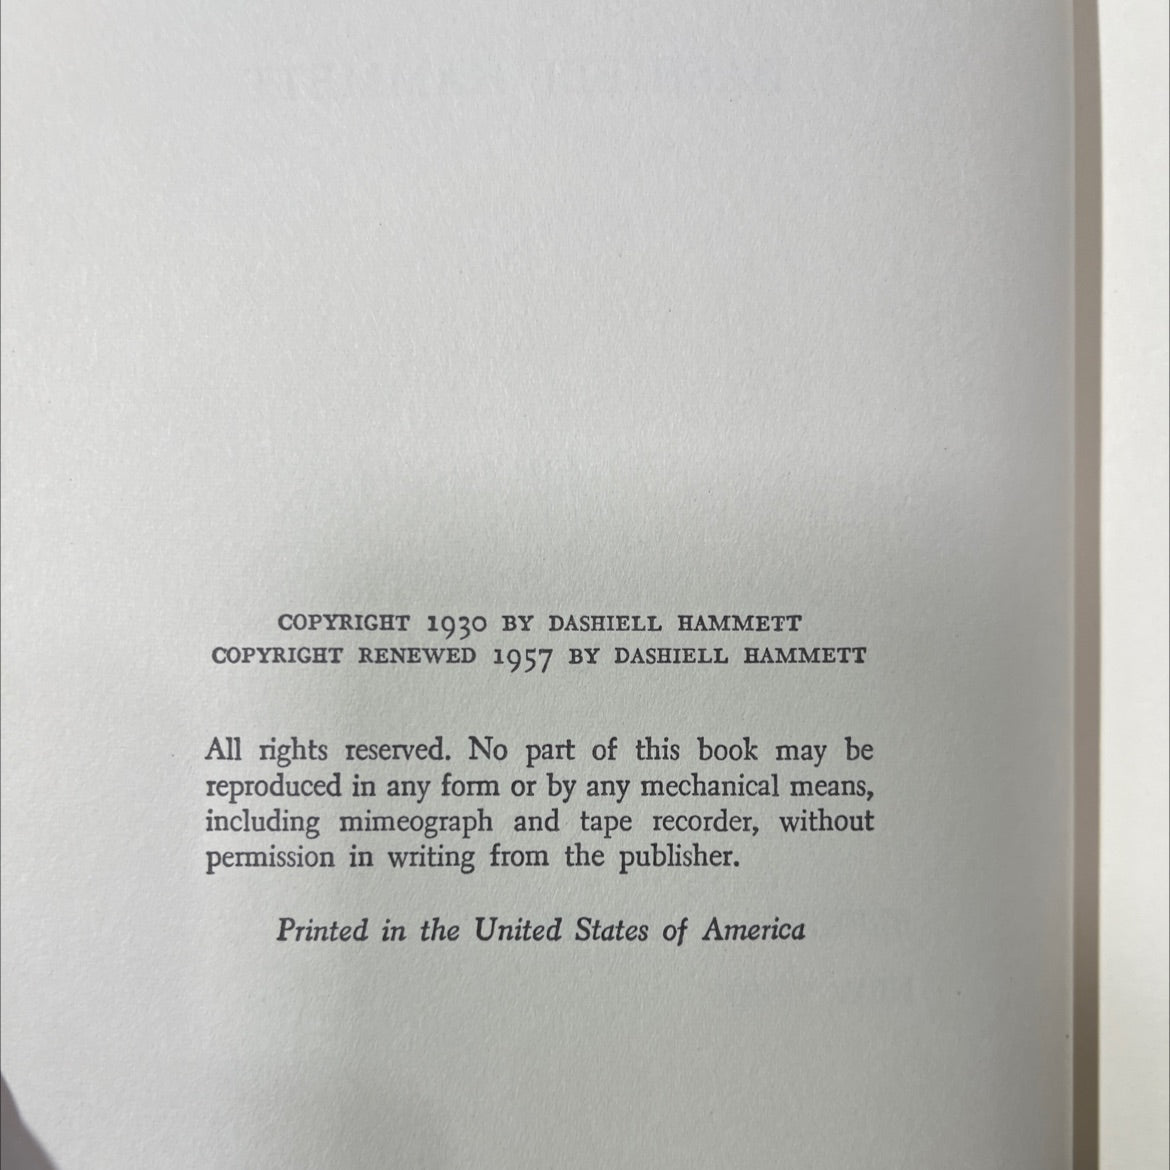 COPYRIGHT 1930 BY DASHIELL HAMMETT
COPYRIGHT RENEWED 1957 BY DASHIELL HAMMETT
All rights reserved. No part of this book may be
reproduced in any form or by any mechanical means,
including mimeograph and tape recorder, without
permission in writing from the publisher.
Printed in the United States of America